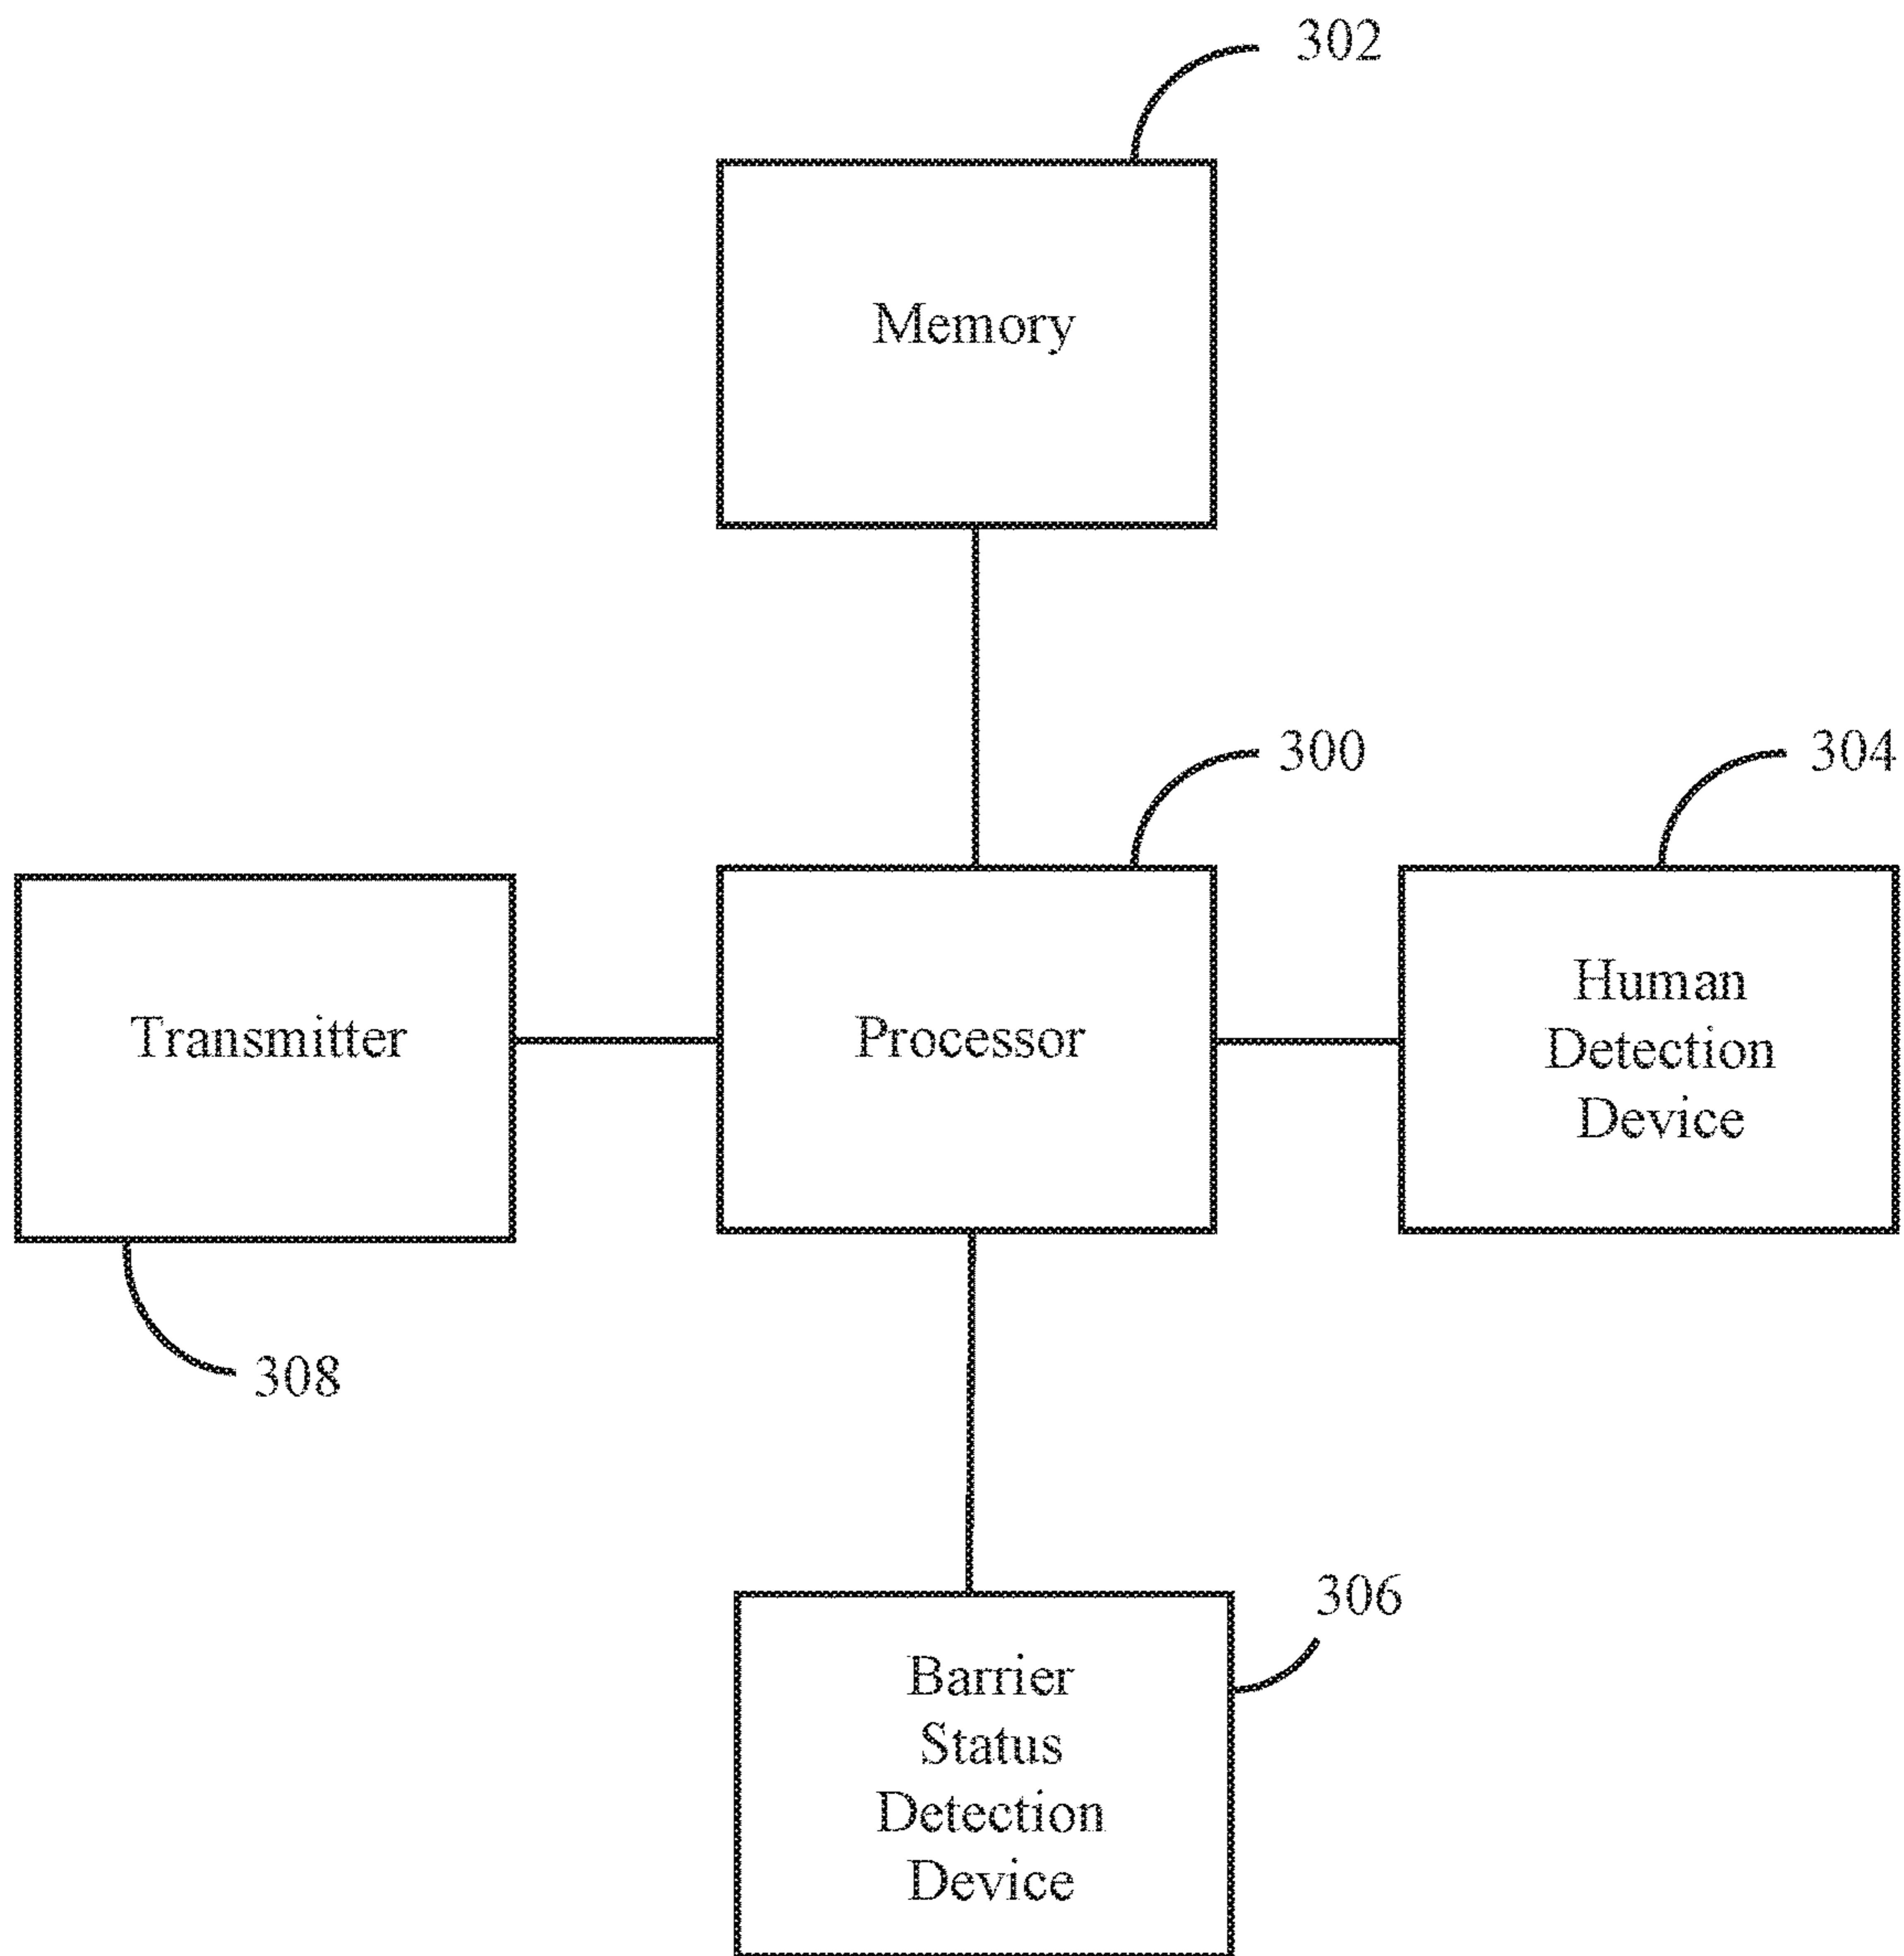 302
Memory
300
304
Transmitter
Processor
Human
Detection
Device
308
306
Barrier
Status
Detection
Device